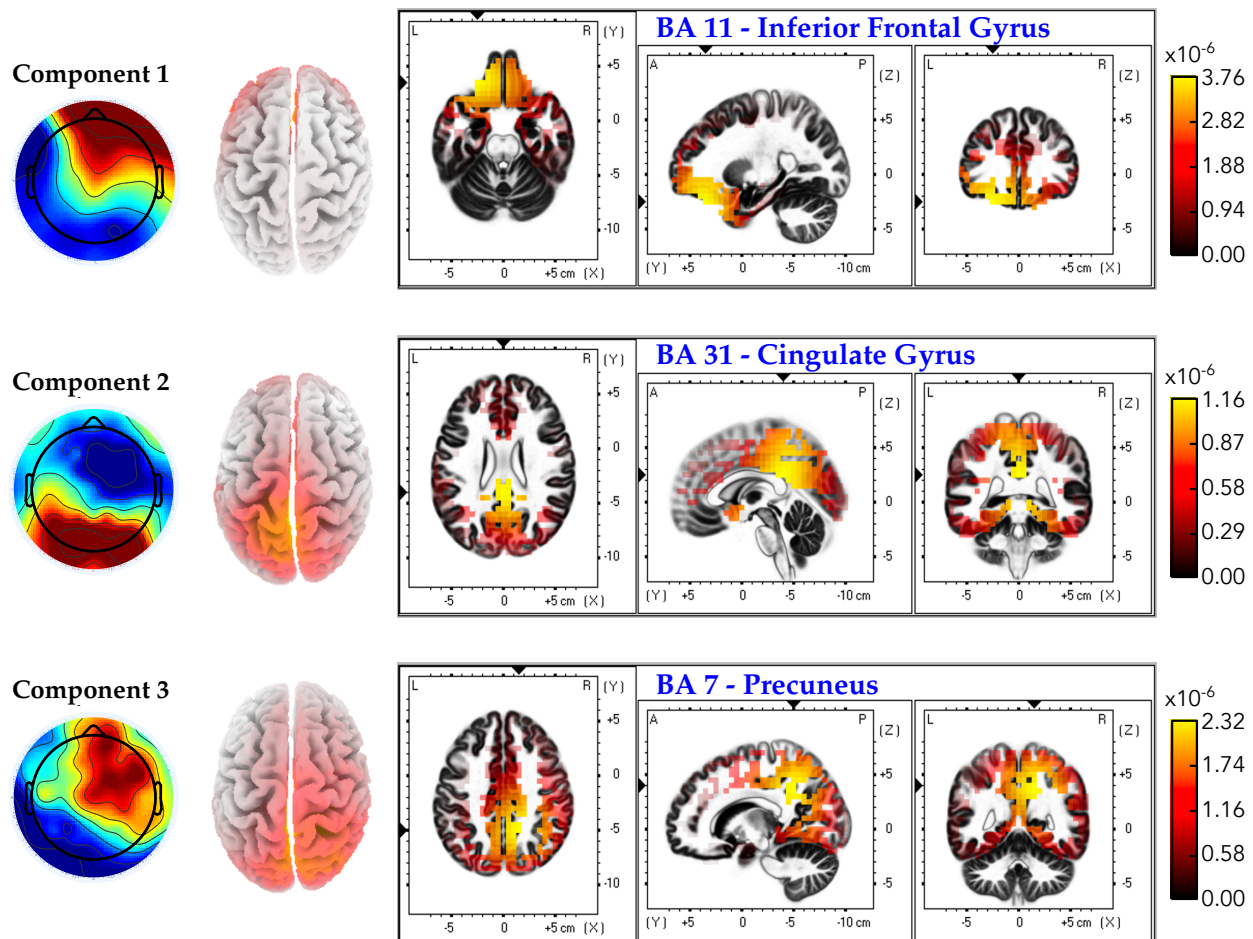 BA 11 - Inferior Frontal Gyrus
Component 1
L R (Y)
A P (Z)
L R (Z)
x10-6
3.76
2.82
1.88
0.94
0.00
+5
0
-5
-10
+5
0
-5
+5
0
-5
-5 0 +5 cm (X)
(Y) +5 0 -5 -10 cm
-5 0 +5 cm (X)
BA 31 - Cingulate Gyrus
Component 2
L R (Y)
A P (Z)
L R (Z)
x10-6
1.16
0.87
0.58
0.29
0.00
+5
0
-5
-10
+5
0
-5
+5
0
-5
-5 0 +5 cm (X)
(Y) +5 0 -5 -10 cm
-5 0 +5 cm (X)
BA 7 - Precuneus
Component 3
L R (Y)
A P (Z)
L R (Z)
x10-6
2.32
1.74
1.16
0.58
0.00
+5
0
-5
-10
+5
0
-5
+5
0
-5
-5 0 +5 cm (X)
(Y) +5 0 -5 -10 cm
-5 0 +5 cm (X)